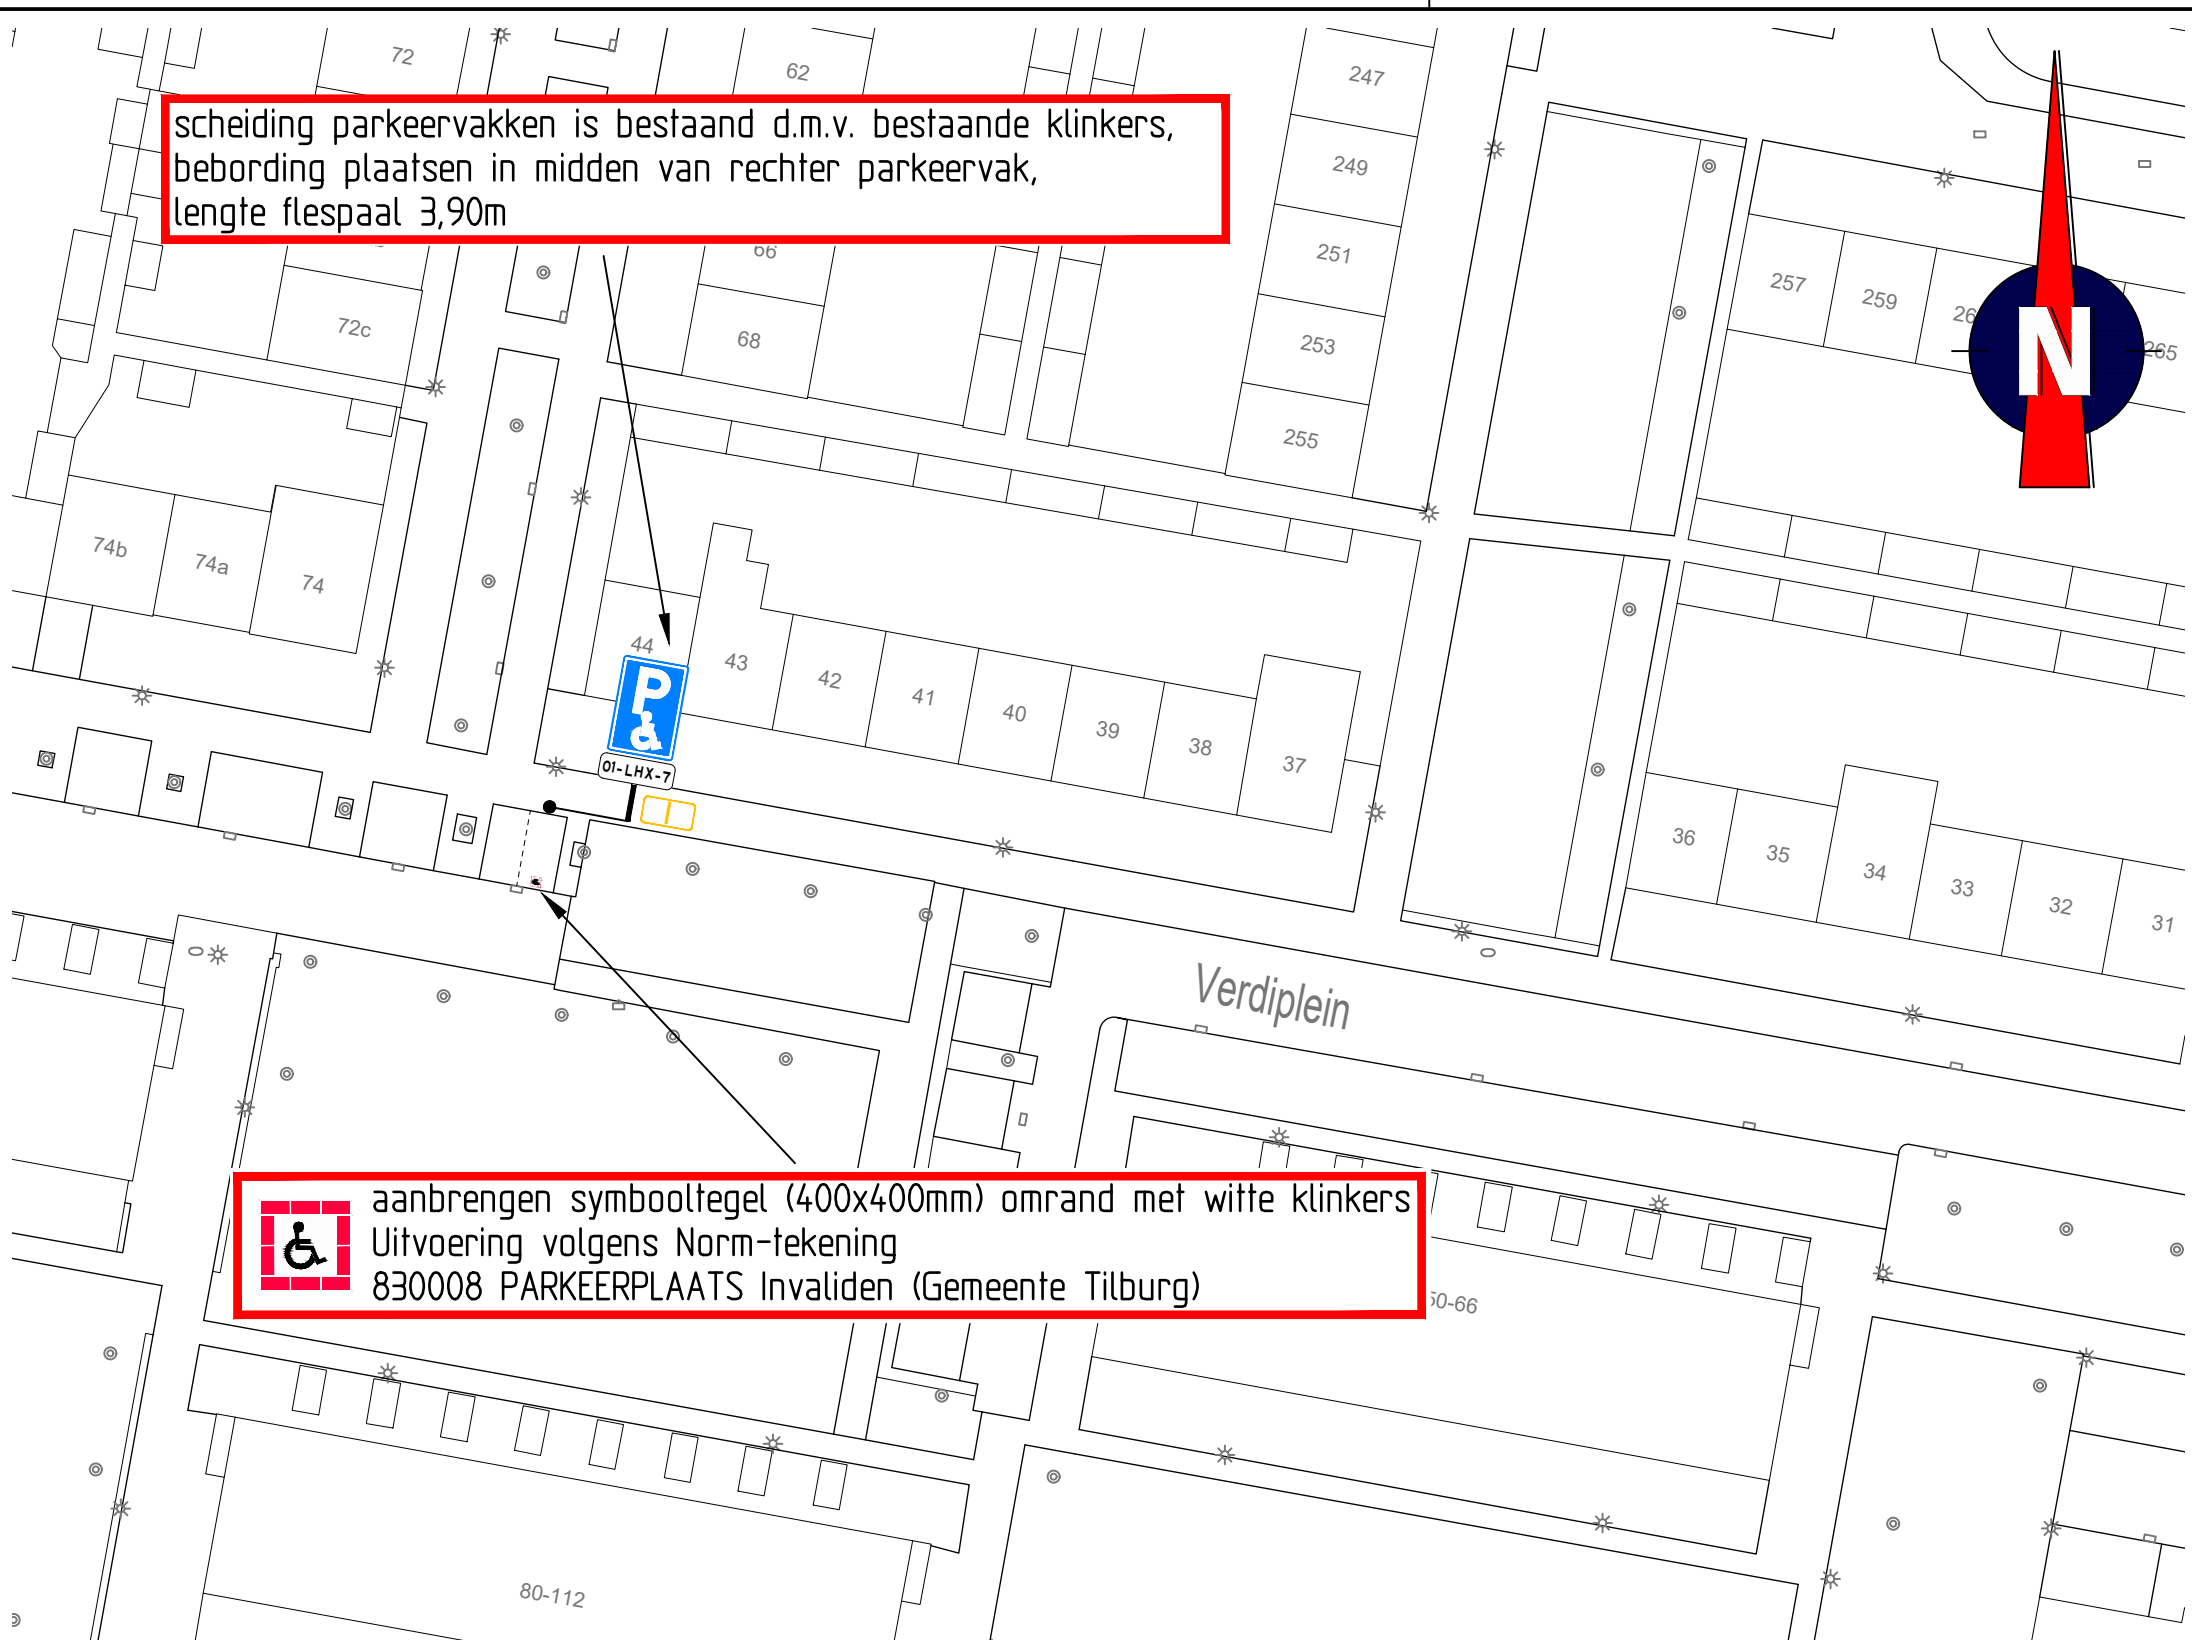 72
62
247
scheiding parkeervakken is bestaand d.m.v. bestaande klinkers,
bebording plaatsen in midden van rechter parkeervak,
lengte flespaal 3,90m
249
66
251
257
259
N
265
72c
68
253
255
74b
74a
74
44
43
42
41
40
39
38
37
P
01-LHX-7
36
35
34
33
32
31
Verdiplein
aanbrengen symbooltegel (400x400mm) omrand met witte klinkers
Uitvoering volgens Norm-tekening
830008 PARKEERPLAATS Invaliden (Gemeente Tilburg)
50-66
80-112